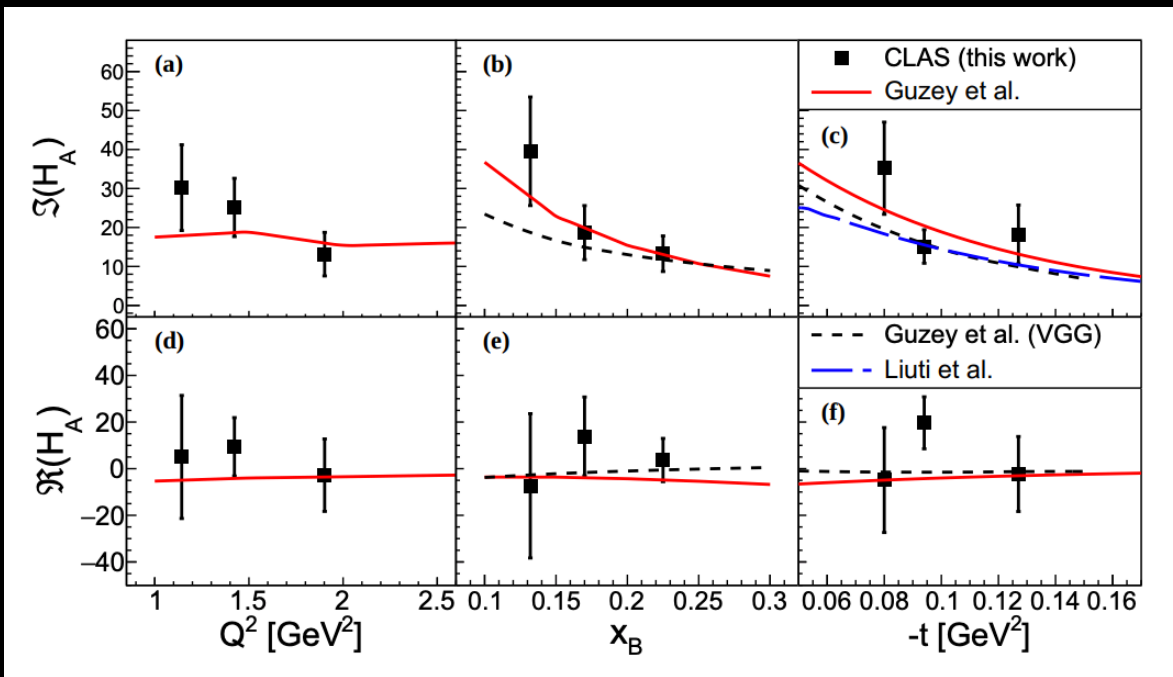 (a)
(b)
CLAS (this work)
Guzey et al.
(c)
ℑ(H_A)
60
50
40
30
20
10
0
(d)
(e)
Guzey et al. (VGG)
Liuti et al.
(f)
ℜ(H_A)
60
40
20
0
−20
−40
1 1.5 2 2.5
0.1 0.15 0.2 0.25 0.3
0.06 0.08 0.1 0.12 0.14 0.16
Q² [GeV²]
x_B
-t [GeV²]